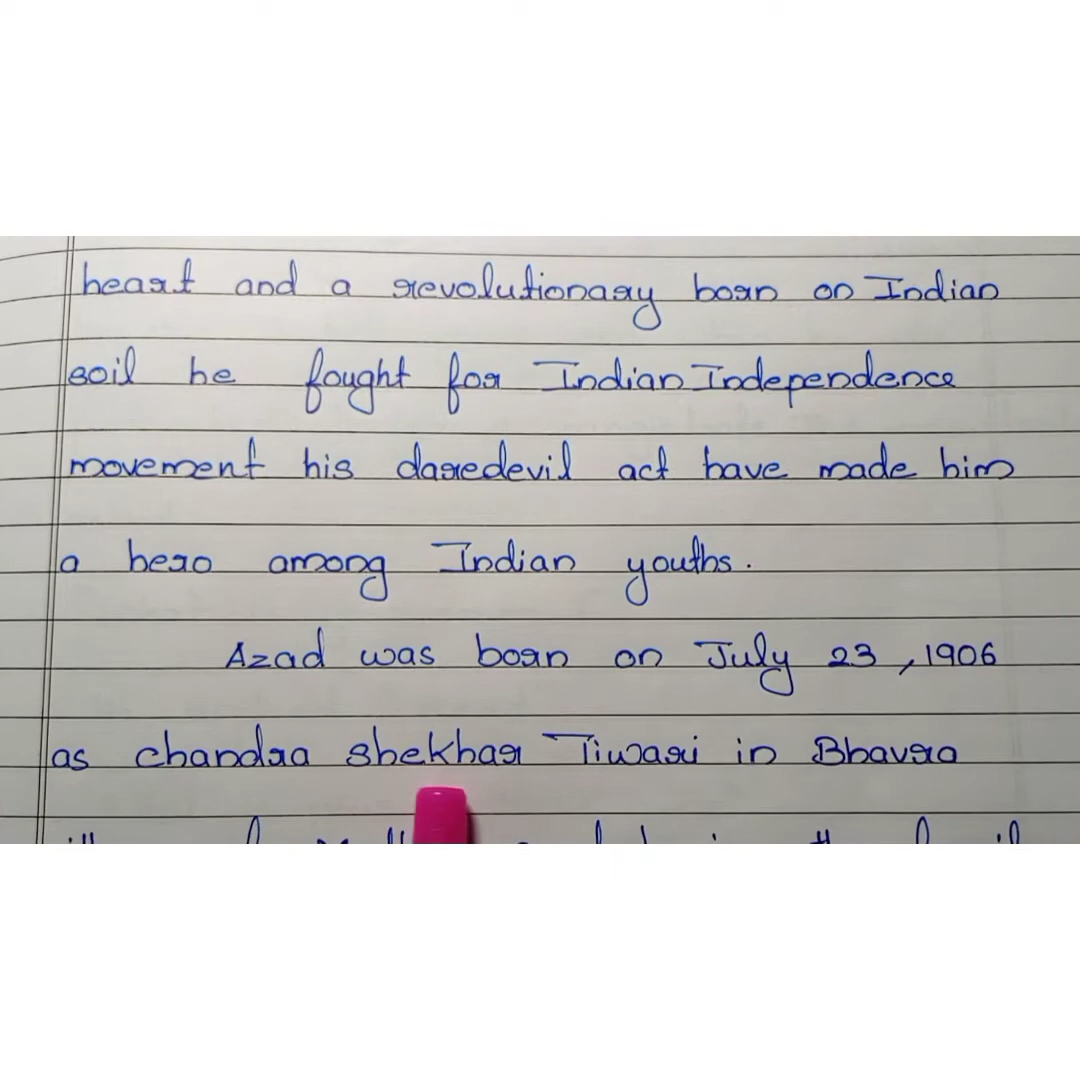 heart and a revolutionary born on Indian
soil he fought for Indian Independence
movement his daredevil act have made him
a hero among Indian youths.
Azad was born on July 23, 1906
as chandra shekhar Tiwari in Bhavra